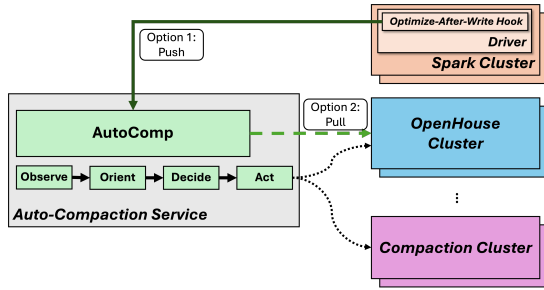 Optimize-After-Write Hook
Driver
Spark Cluster
Option 1:
Push
Option 2:
Pull
AutoComp
OpenHouse
Cluster
Observe
Orient
Decide
Act
Auto-Compaction Service
...
Compaction Cluster